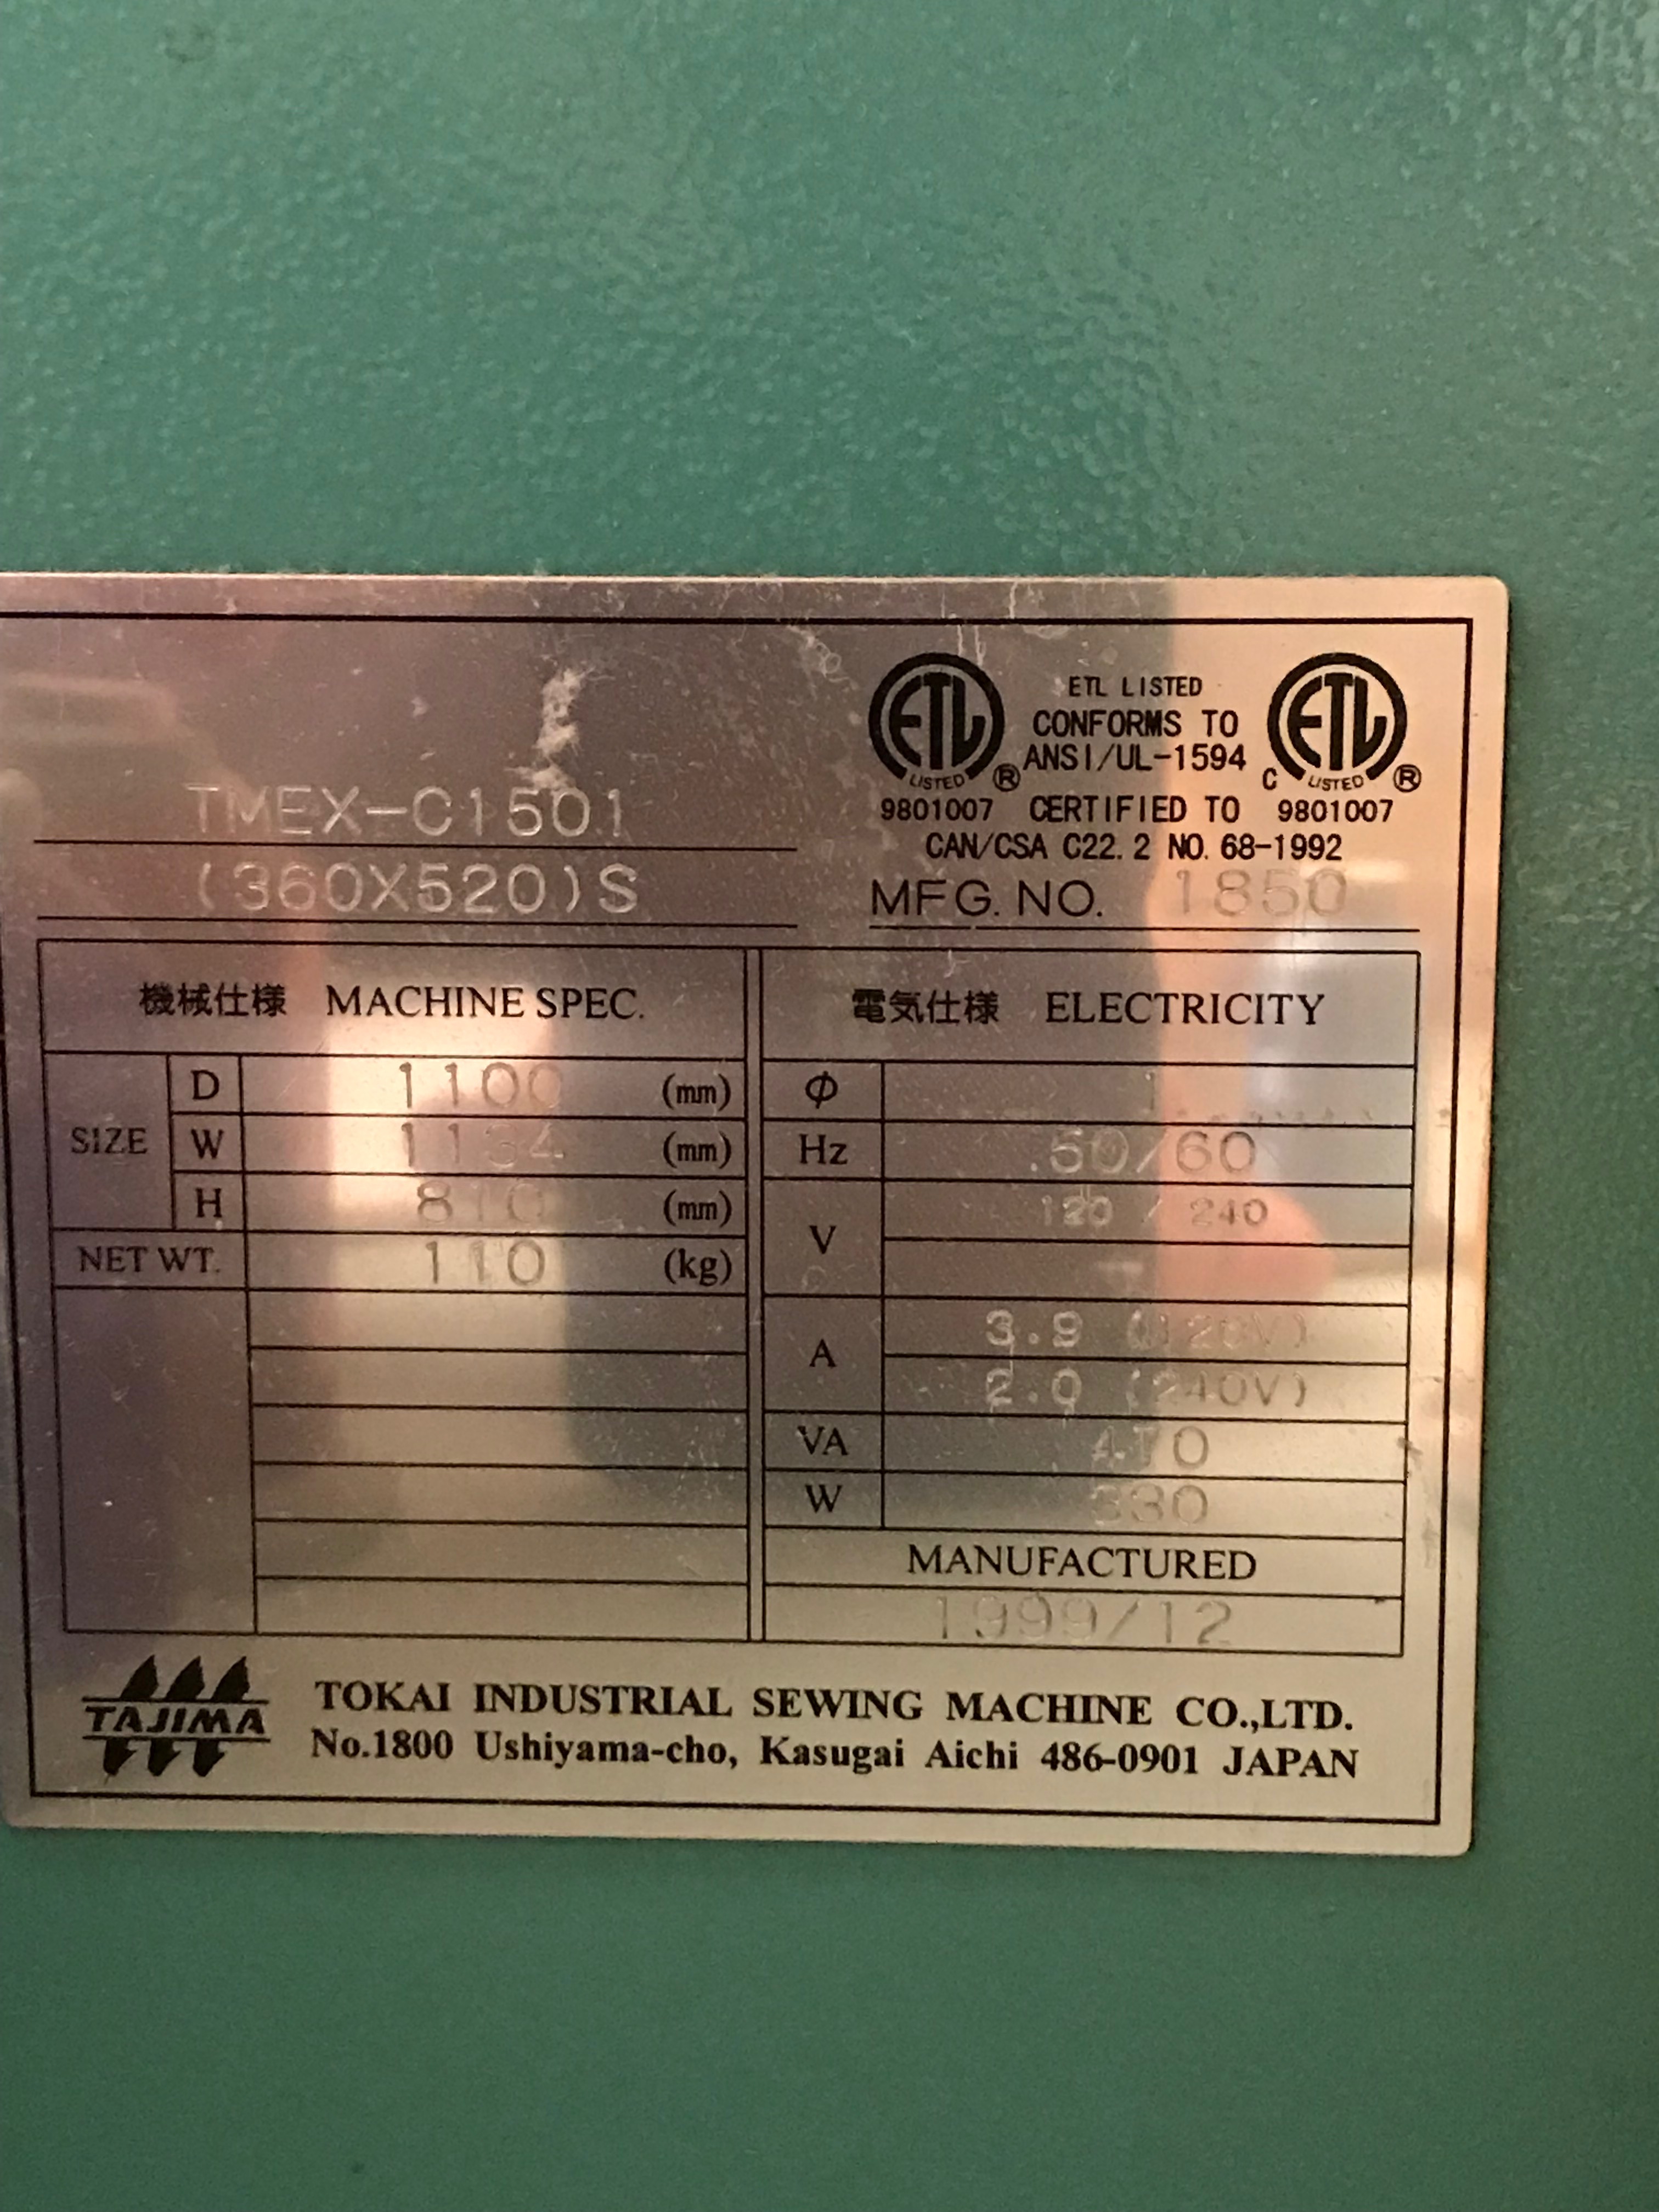 TMEX-C1501
(360X520)S
ETL LISTED
CONFORMS TO
ANSI/UL-1594
ETL LISTED ®
C ETL LISTED ®
9801007 CERTIFIED TO 9801007
CAN/CSA C22.2 NO. 68-1992
MFG. NO. 1850
機械仕様 MACHINE SPEC.
SIZE
D 1100 (mm)
W 1134 (mm)
H 810 (mm)
NET WT. 110 (kg)
電気仕様 ELECTRICITY
Φ 1
Hz 50/60
V 120 / 240
A 3.9 (120V)
2.0 (240V)
VA 470
W 330
MANUFACTURED
1999/12
TAJIMA
TOKAI INDUSTRIAL SEWING MACHINE CO.,LTD.
No.1800 Ushiyama-cho, Kasugai Aichi 486-0901 JAPAN